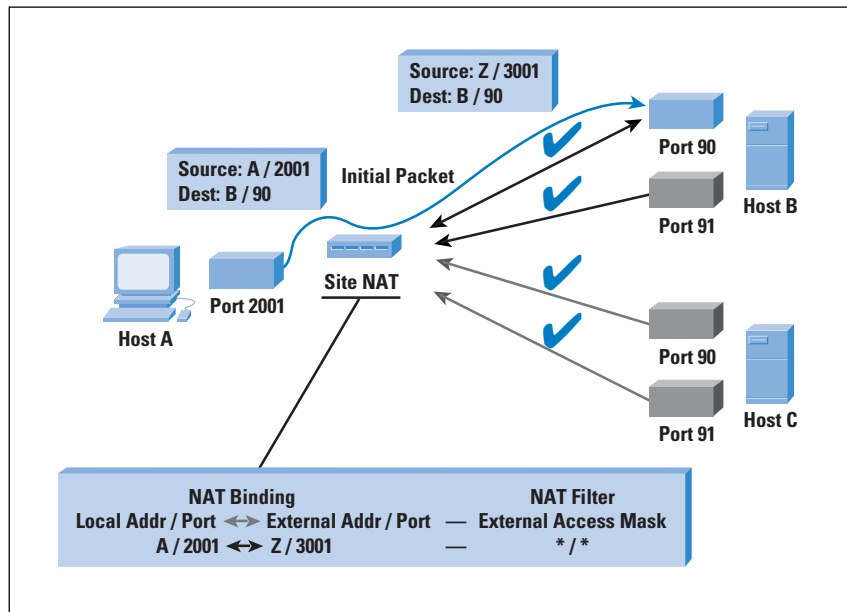 Source: Z / 3001
Dest: B / 90
Source: A / 2001
Dest: B / 90
Initial Packet
Port 90
Host B
Port 91
Site NAT
Port 2001
Host A
Port 90
Host C
Port 91
NAT Binding NAT Filter
Local Addr / Port External Addr / Port — External Access Mask
A / 2001 Z / 3001 — * / *